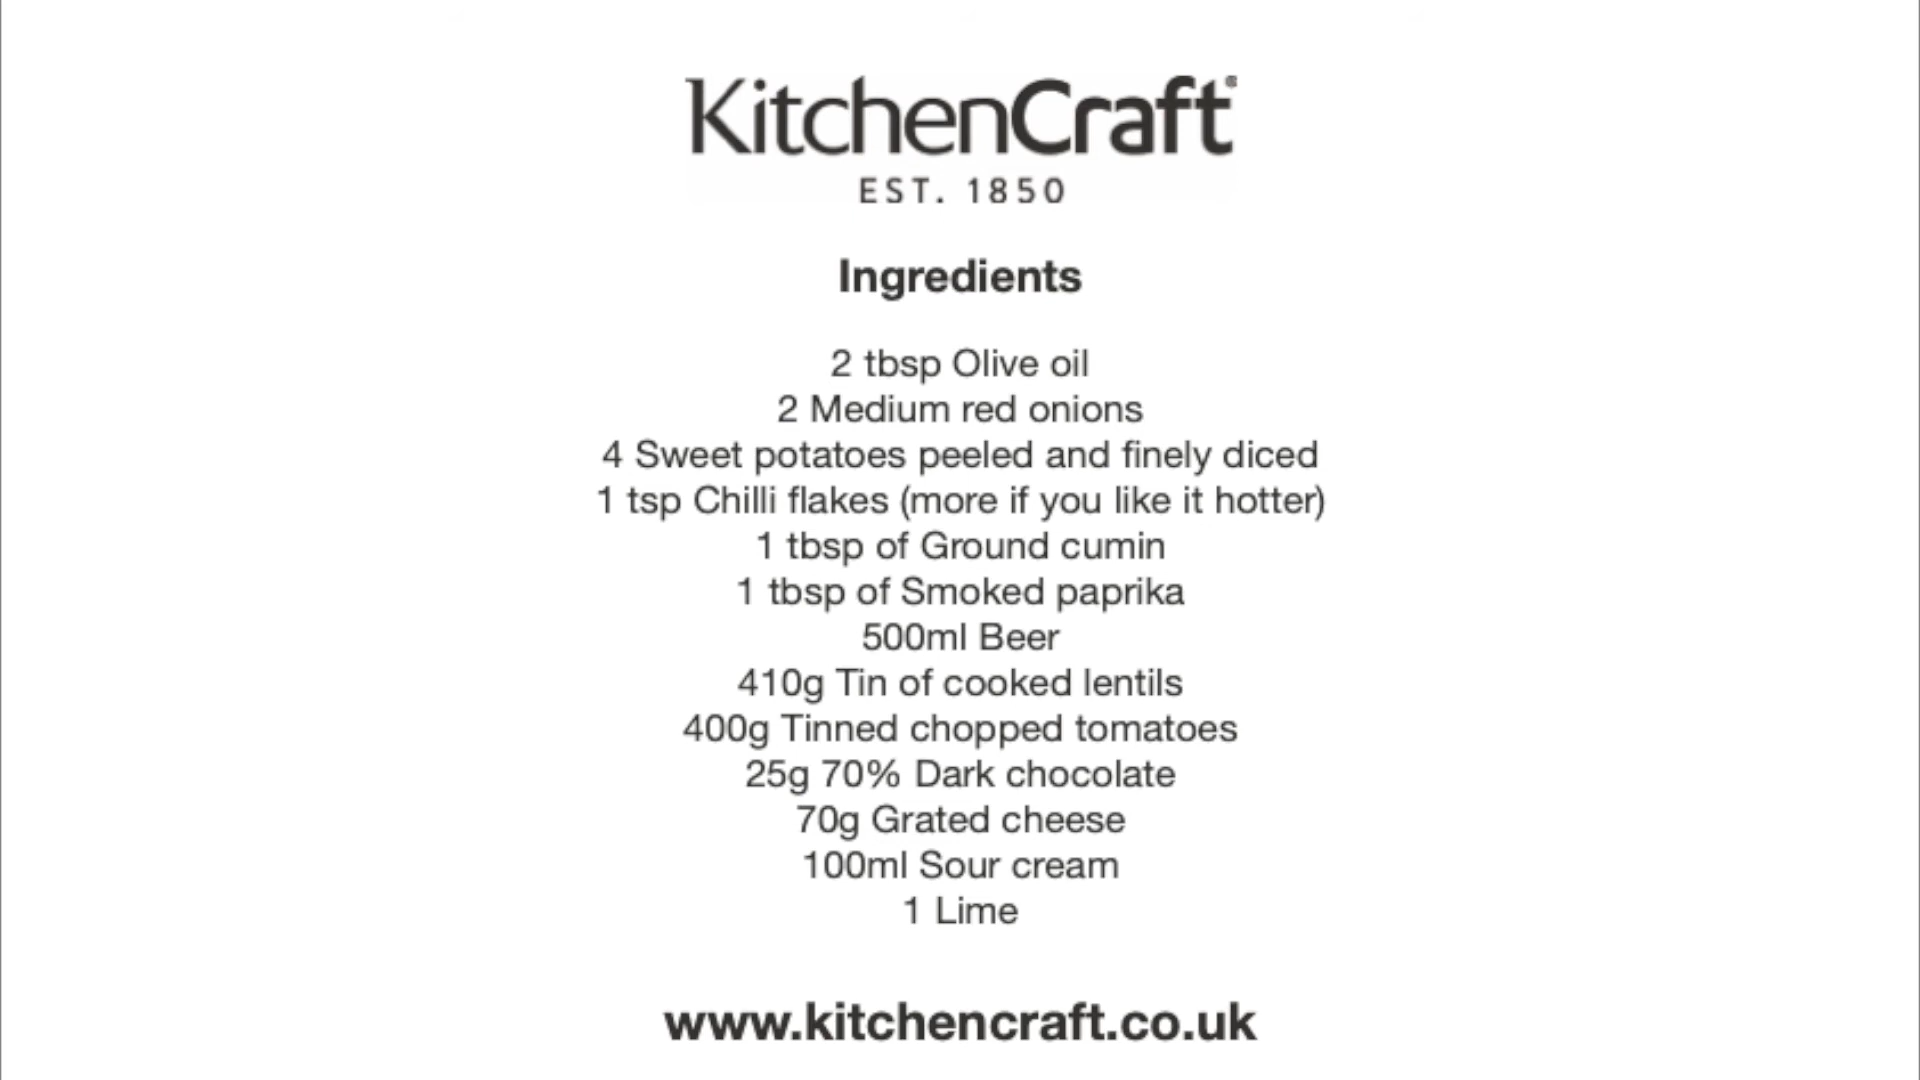 KitchenCraft®
EST. 1850
Ingredients
2 tbsp Olive oil
2 Medium red onions
4 Sweet potatoes peeled and finely diced
1 tsp Chilli flakes (more if you like it hotter)
1 tbsp of Ground cumin
1 tbsp of Smoked paprika
500ml Beer
410g Tin of cooked lentils
400g Tinned chopped tomatoes
25g 70% Dark chocolate
70g Grated cheese
100ml Sour cream
1 Lime
www.kitchencraft.co.uk